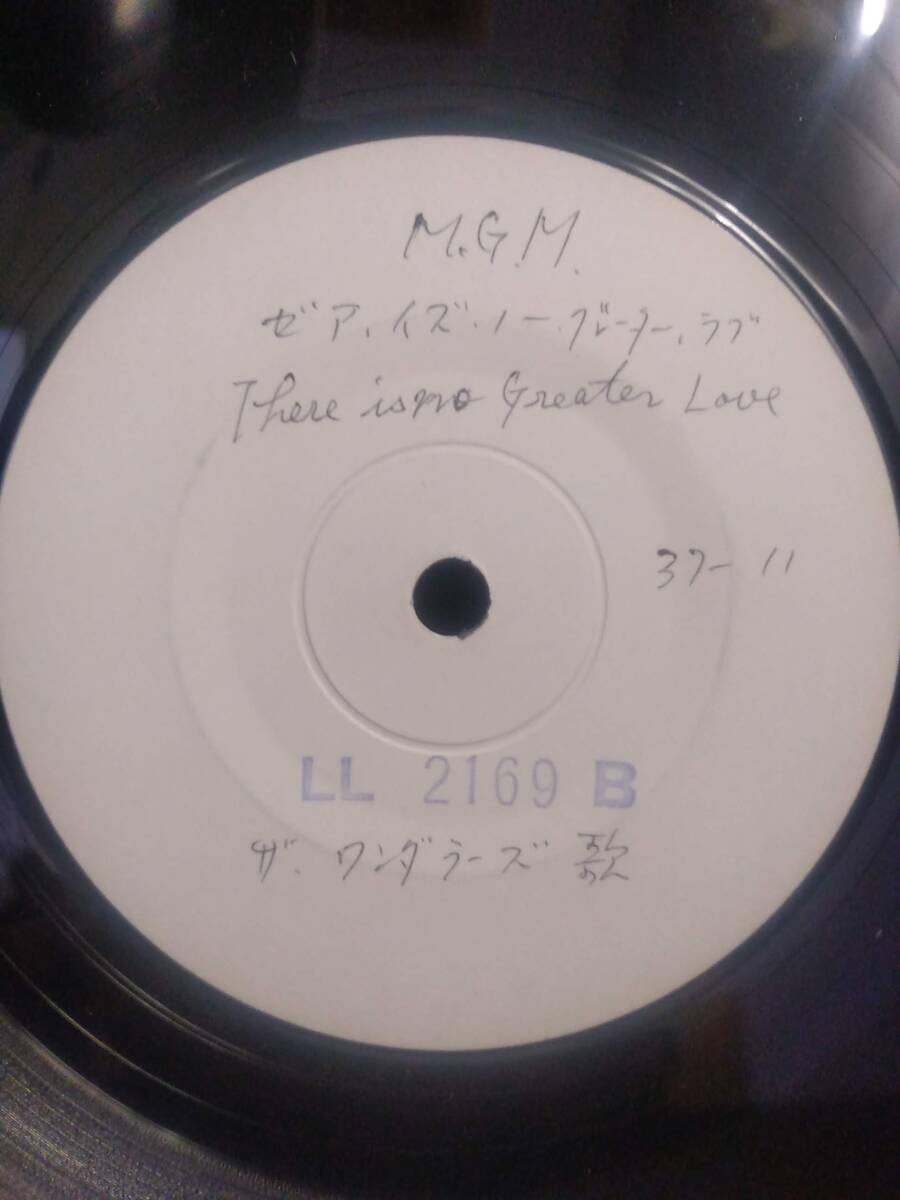 M.G.M.
ゼア.イズ.ノー.グレーター.ラブ
There is no Greater Love
37-11
LL 2169 B
ザ.ワンダラーズ 歌